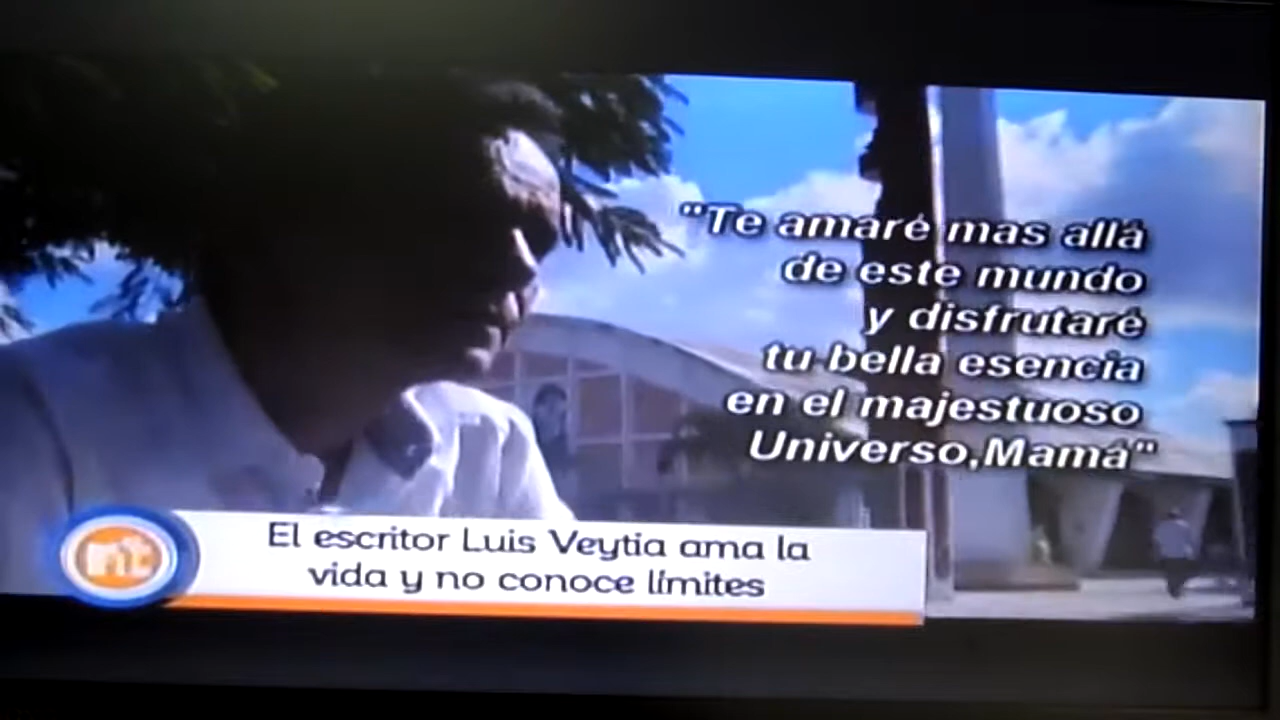 "Te amaré mas allá
de este mundo
y disfrutaré
tu bella esencia
en el majestuoso
Universo,Mamá"
El escritor Luis Veytia ama la
vida y no conoce límites